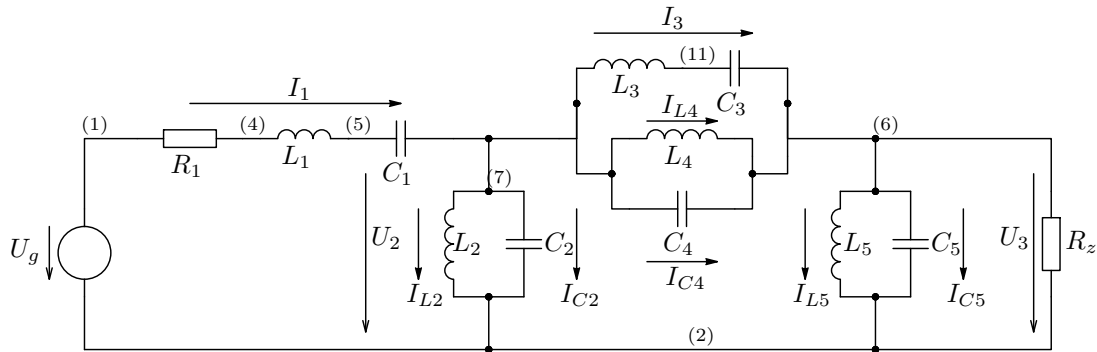 I3
(11)
L3
C3
I1
IL4
(1)
(4)
(5)
(6)
R1
L1
C1
L4
(7)
Ug
U2
L2
C2
C4
L5
C5
U3
Rz
IL2
IC2
IC4
IL5
IC5
(2)